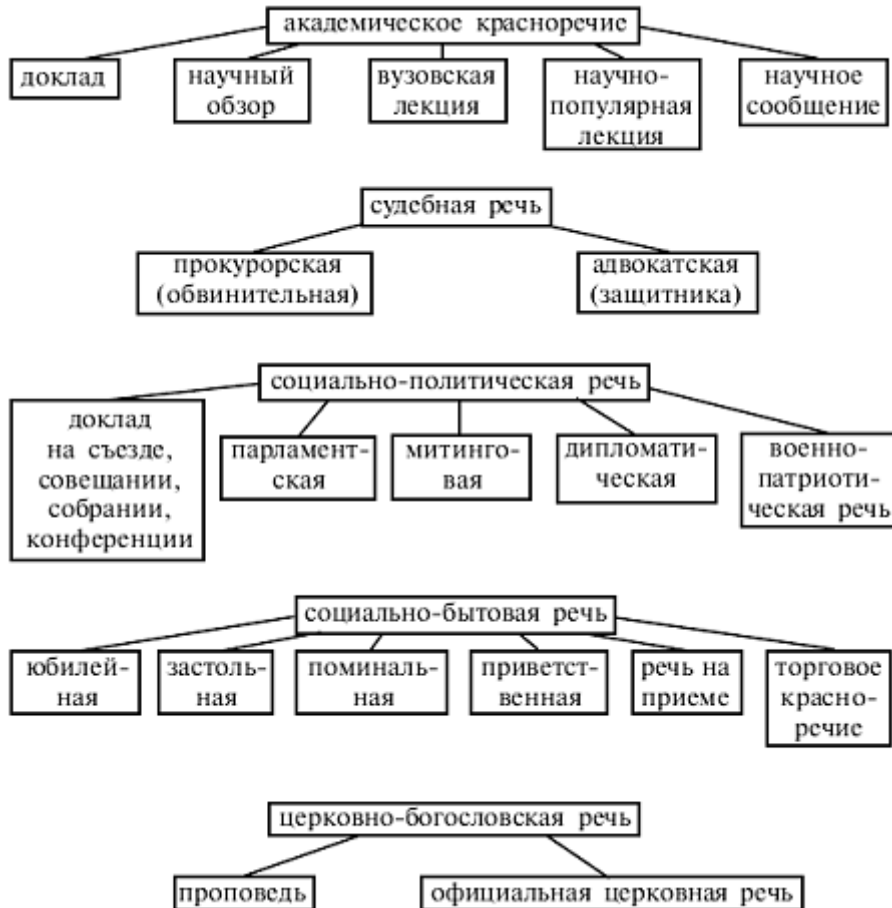 академическое красноречие
доклад
научный
обзор
вузовская
лекция
научно-
популярная
лекция
научное
сообщение
судебная речь
прокурорская
(обвинительная)
адвокатская
(защитника)
социально-политическая речь
доклад
на съезде,
совещании,
собрании,
конференции
парламент-
ская
митинго-
вая
дипломати-
ческая
военно-
патриоти-
ческая речь
социально-бытовая речь
юбилей-
ная
застоль-
ная
поминаль-
ная
приветст-
венная
речь на
приеме
торговое
красно-
речие
церковно-богословская речь
проповедь
официальная церковная речь